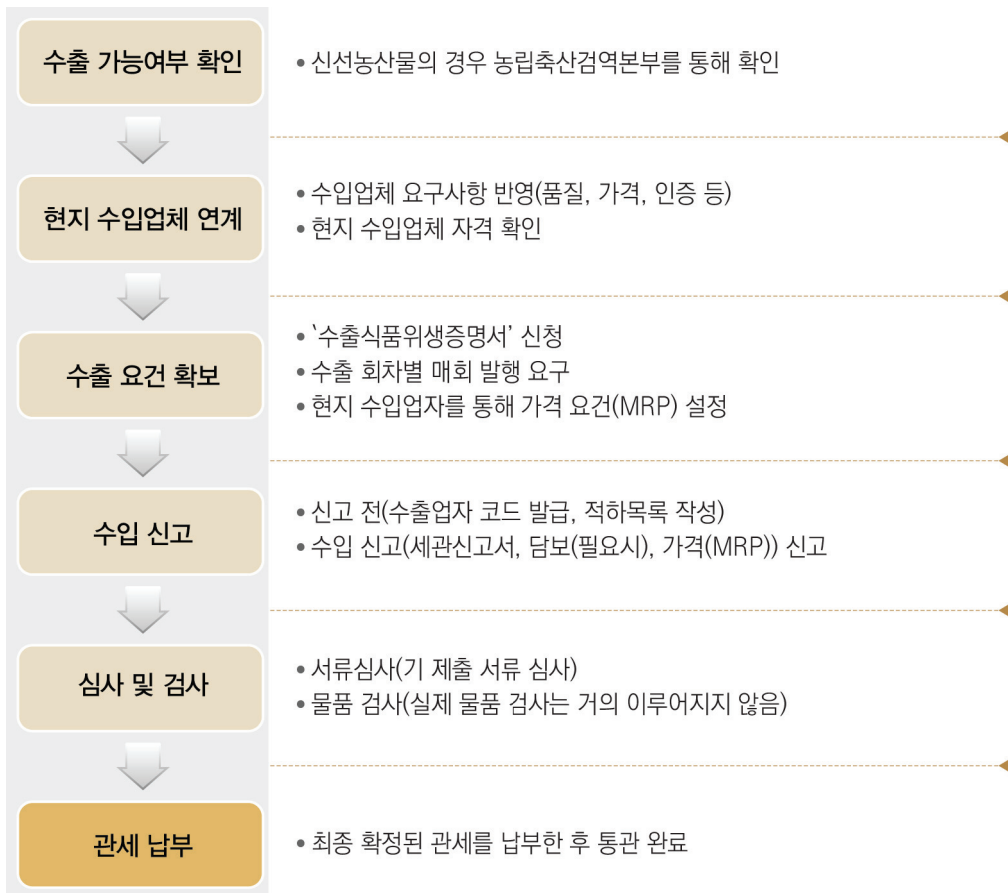 수출 가능여부 확인
• 신선농산물의 경우 농립축산검역본부를 통해 확인
현지 수입업체 연계
• 수입업체 요구사항 반영(품질, 가격, 인증 등)
• 현지 수입업체 자격 확인
수출 요건 확보
• ‘수출식품위생증명서’ 신청
• 수출 회차별 매회 발행 요구
• 현지 수입업자를 통해 가격 요건(MRP) 설정
수입 신고
• 신고 전(수출업자 코드 발급, 적하목록 작성)
• 수입 신고(세관신고서, 담보(필요시), 가격(MRP)) 신고
심사 및 검사
• 서류심사(기 제출 서류 심사)
• 물품 검사(실제 물품 검사는 거의 이루어지지 않음)
관세 납부
• 최종 확정된 관세를 납부한 후 통관 완료